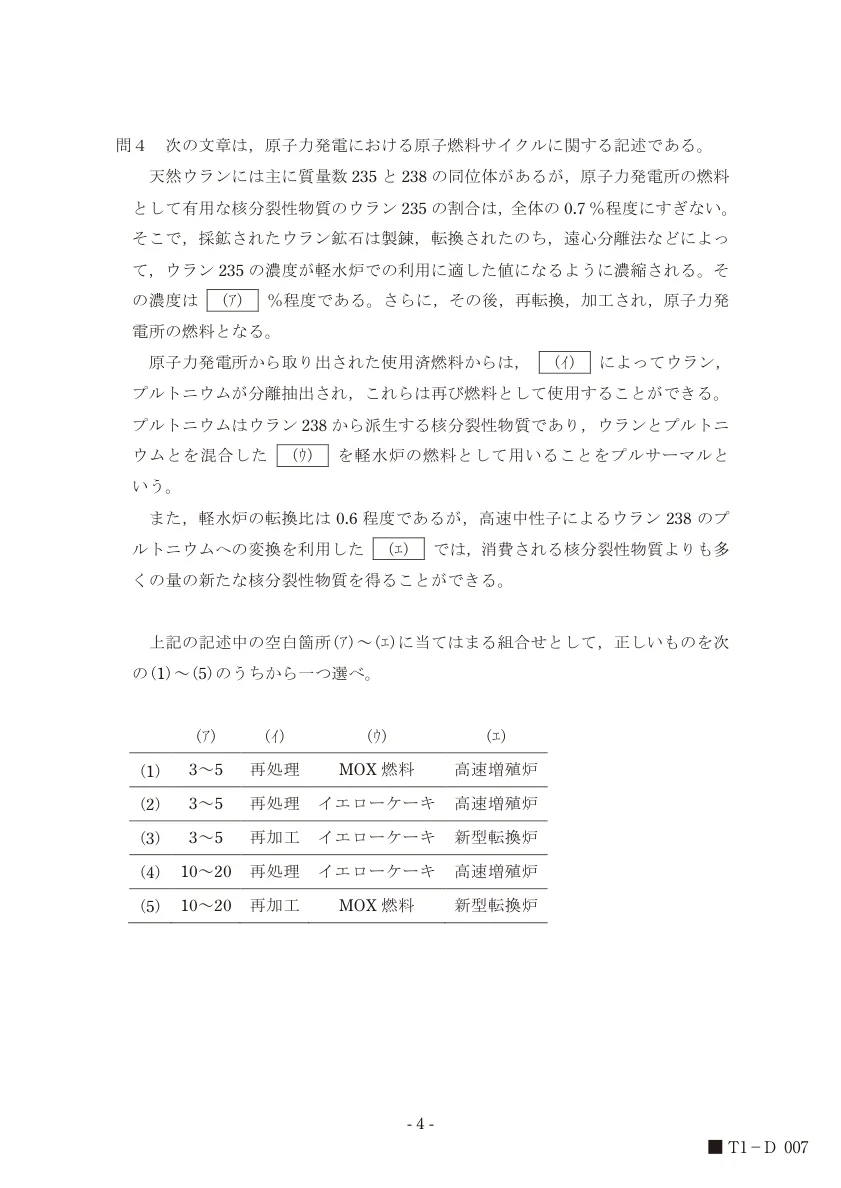 問４　次の文章は，原子力発電における原子燃料サイクルに関する記述である。
天然ウランには主に質量数 235 と 238 の同位体があるが，原子力発電所の燃料
として有用な核分裂性物質のウラン 235 の割合は，全体の 0.7 %程度にすぎない。
そこで，採鉱されたウラン鉱石は製錬，転換されたのち，遠心分離法などによっ
て，ウラン 235 の濃度が軽水炉での利用に適した値になるように濃縮される。そ
の濃度は (ア) %程度である。さらに，その後，再転換，加工され，原子力発
電所の燃料となる。
原子力発電所から取り出された使用済燃料からは， (イ) によってウラン，
プルトニウムが分離抽出され，これらは再び燃料として使用することができる。
プルトニウムはウラン 238 から派生する核分裂性物質であり，ウランとプルトニ
ウムとを混合した (ウ) を軽水炉の燃料として用いることをプルサーマルと
いう。
また，軽水炉の転換比は 0.6 程度であるが，高速中性子によるウラン 238 のプ
ルトニウムへの変換を利用した (エ) では，消費される核分裂性物質よりも多
くの量の新たな核分裂性物質を得ることができる。
上記の記述中の空白箇所(ア)～(エ)に当てはまる組合せとして，正しいものを次
の(1)～(5)のうちから一つ選べ。
(ア) (イ) (ウ) (エ)
(1) 3～5 再処理 MOX 燃料 高速増殖炉
(2) 3～5 再処理 イエローケーキ 高速増殖炉
(3) 3～5 再加工 イエローケーキ 新型転換炉
(4) 10～20 再処理 イエローケーキ 高速増殖炉
(5) 10～20 再加工 MOX 燃料 新型転換炉
- 4 -
■ T1－D 007